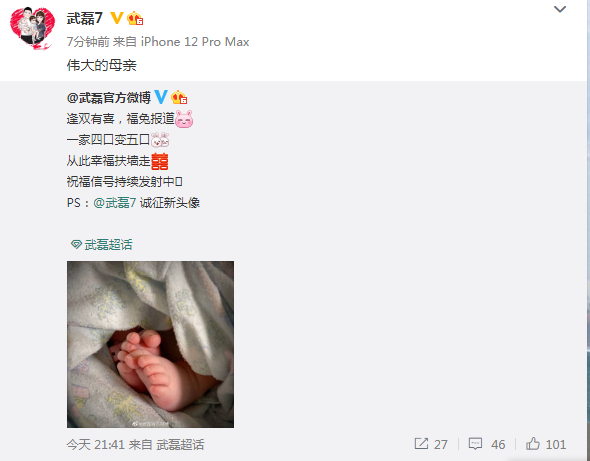 武磊7
7分钟前 来自 iPhone 12 Pro Max
伟大的母亲
@武磊官方微博
逢双有喜，福兔报道
一家四口变五口
从此幸福扶墙走
祝福信号持续发射中
PS：@武磊7 诚征新头像
武磊超话
今天 21:41 来自 武磊超话
27 46 101